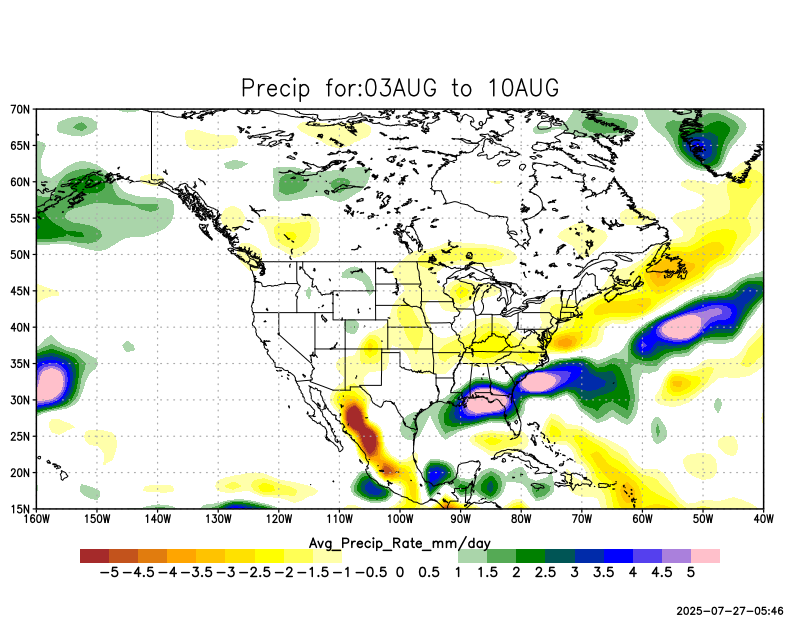 Precip for:03AUG to 10AUG
70N
65N
60N
55N
50N
45N
40N
35N
30N
25N
20N
15N
160W 150W 140W 130W 120W 110W 100W 90W 80W 70W 60W 50W 40W
Avg_Precip_Rate_mm/day
-5 -4.5 -4 -3.5 -3 -2.5 -2 -1.5 -1 -0.5 0 0.5 1 1.5 2 2.5 3 3.5 4 4.5 5
2025-07-27-05:46